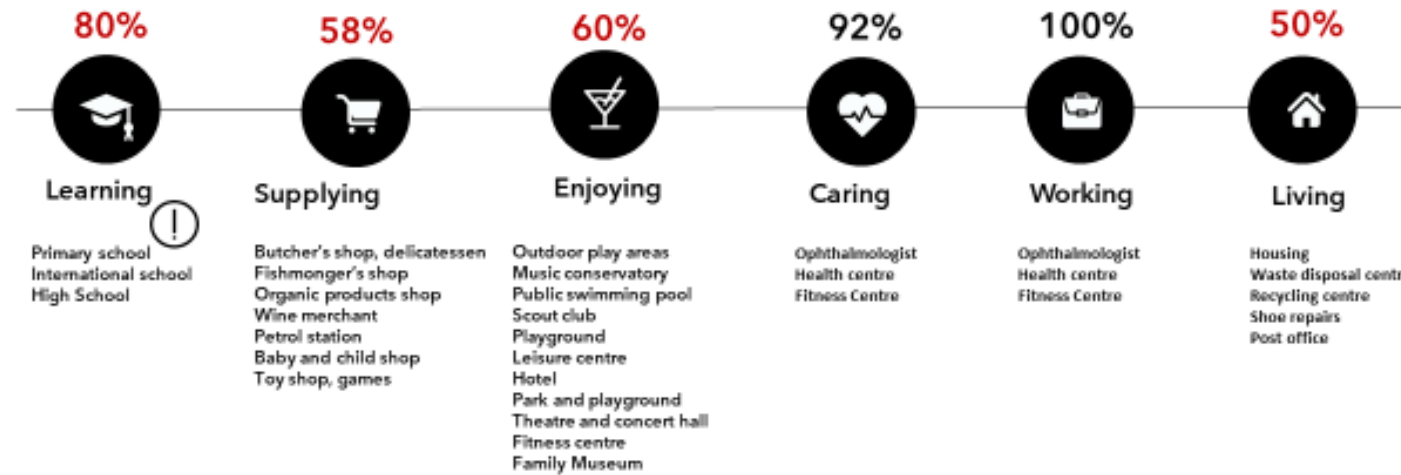 80%
58%
60%
92%
100%
50%
Learning
Supplying
Enjoying
Caring
Working
Living
!
Primary school
International school
High School
Butcher's shop, delicatessen
Fishmonger's shop
Organic products shop
Wine merchant
Petrol station
Baby and child shop
Toy shop, games
Outdoor play areas
Music conservatory
Public swimming pool
Scout club
Playground
Leisure centre
Hotel
Park and playground
Theatre and concert hall
Fitness centre
Family Museum
Ophthalmologist
Health centre
Fitness Centre
Ophthalmologist
Health centre
Fitness Centre
Housing
Waste disposal centr
Recycling centre
Shoe repairs
Post office